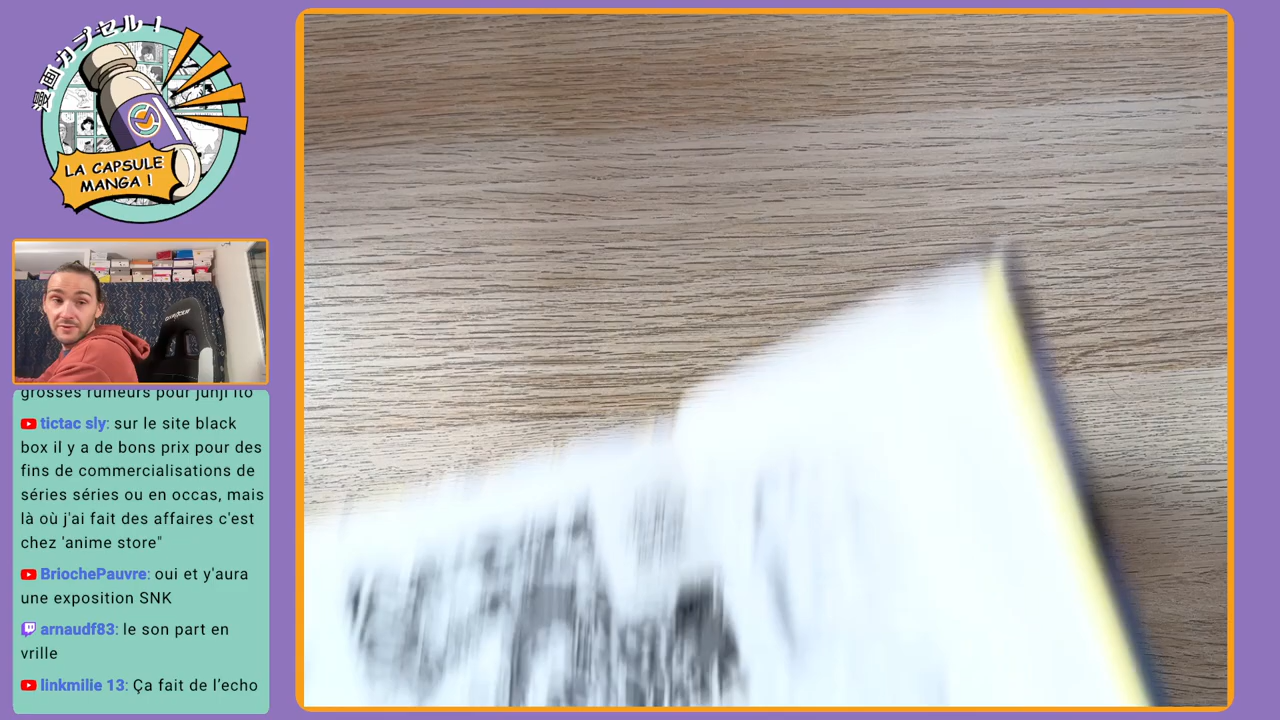 漫画カプセル！
LA CAPSULE
MANGA !
grosses rumeurs pour junji ito
tictac sly: sur le site black
box il y a de bons prix pour des
fins de commercialisations de
séries séries ou en occas, mais
là où j'ai fait des affaires c'est
chez 'anime store"
BriochePauvre: oui et y'aura
une exposition SNK
arnaudf83: le son part en
vrille
linkmilie 13: Ça fait de l’echo